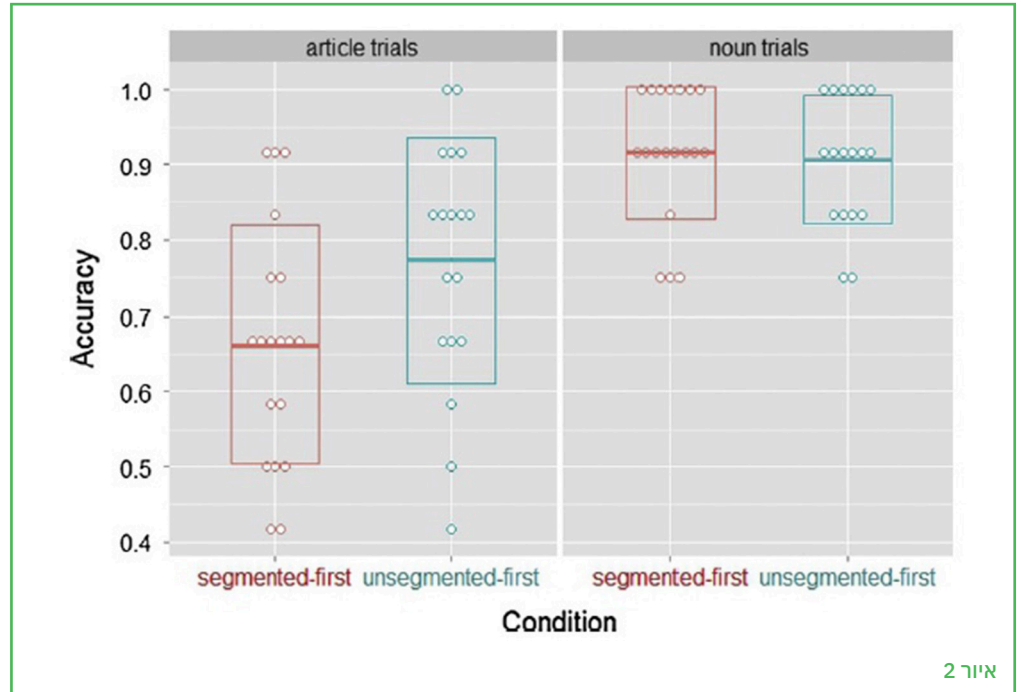 article trials noun trials
1.0
0.9
0.8
0.7
0.6
0.5
0.4
Accuracy
segmented-first unsegmented-first segmented-first unsegmented-first
Condition
איור 2